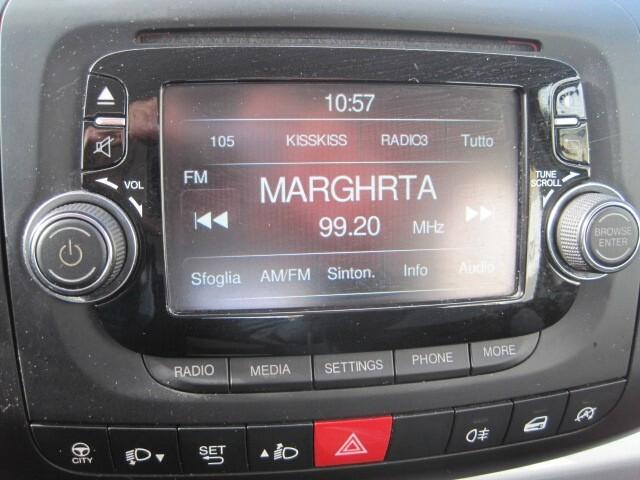 10:57
105 KISSKISS RADIO3 Tutto
FM
MARGHRTA
99.20 MHz
Sfoglia AM/FM Sinton. Info Audio
VOL
TUNE
SCROLL
BROWSE
ENTER
RADIO MEDIA SETTINGS PHONE MORE
CITY SET